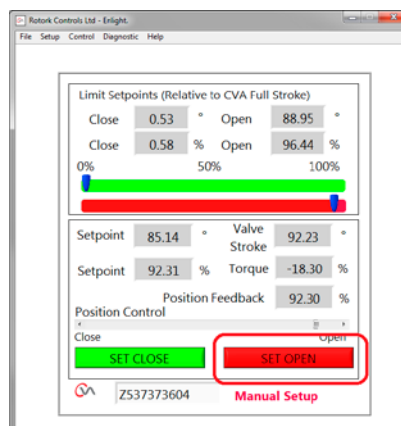 Rotork Controls Ltd - Enlight.
File Setup Control Diagnostic Help
Limit Setpoints (Relative to CVA Full Stroke)
Close 0.53 ° Open 88.95 °
Close 0.58 % Open 96.44 %
0% 50% 100%
Setpoint 85.14 ° Valve Stroke 92.23 °
Setpoint 92.31 % Torque -18.30 %
Position Feedback 92.30 %
Position Control
Close Open
SET CLOSE SET OPEN
Z537373604 Manual Setup